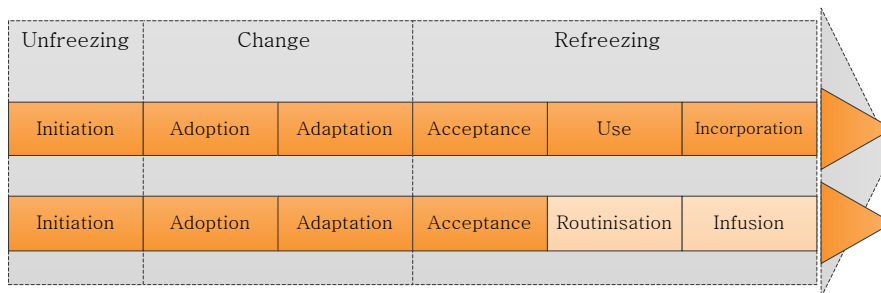 Unfreezing Change Refreezing
Initiation Adoption Adaptation Acceptance Use Incorporation
Initiation Adoption Adaptation Acceptance Routinisation Infusion